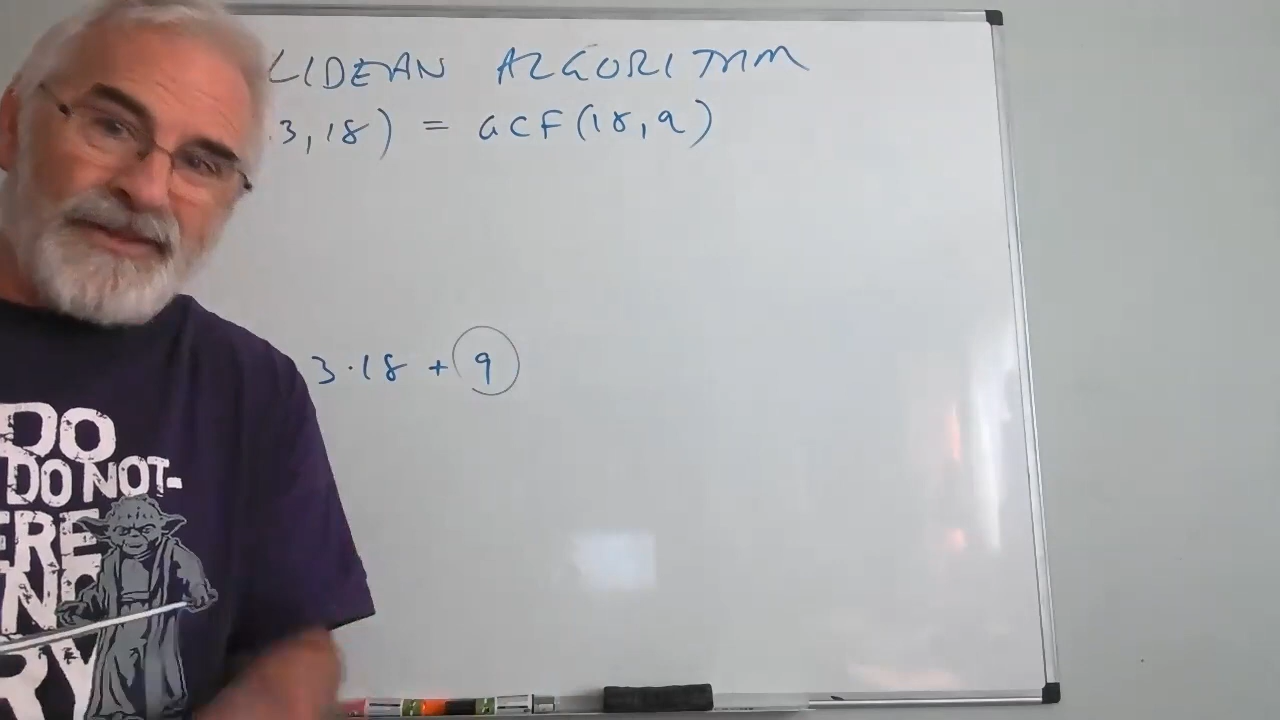 LIDEAN ALGORITHM
3, 18) = GCF(18, 9)
3·18 + 9
DO
DO NOT-
ERE